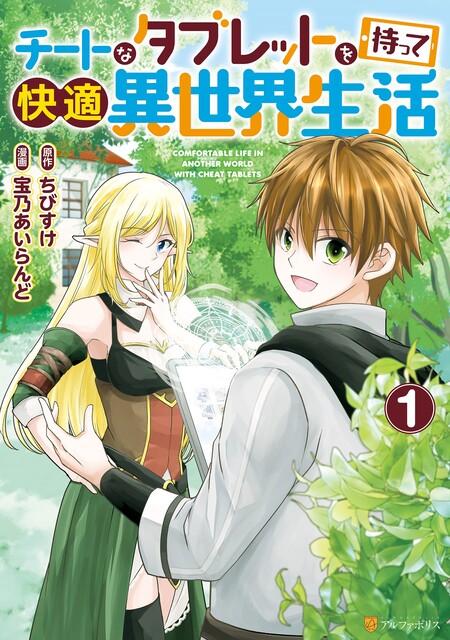 チートなタブレットを持って
快適異世界生活
COMFORTABLE LIFE IN
ANOTHER WORLD
WITH CHEAT TABLETS
原作 ちびすけ
漫画 宝乃あいらんど
1
アルファポリス